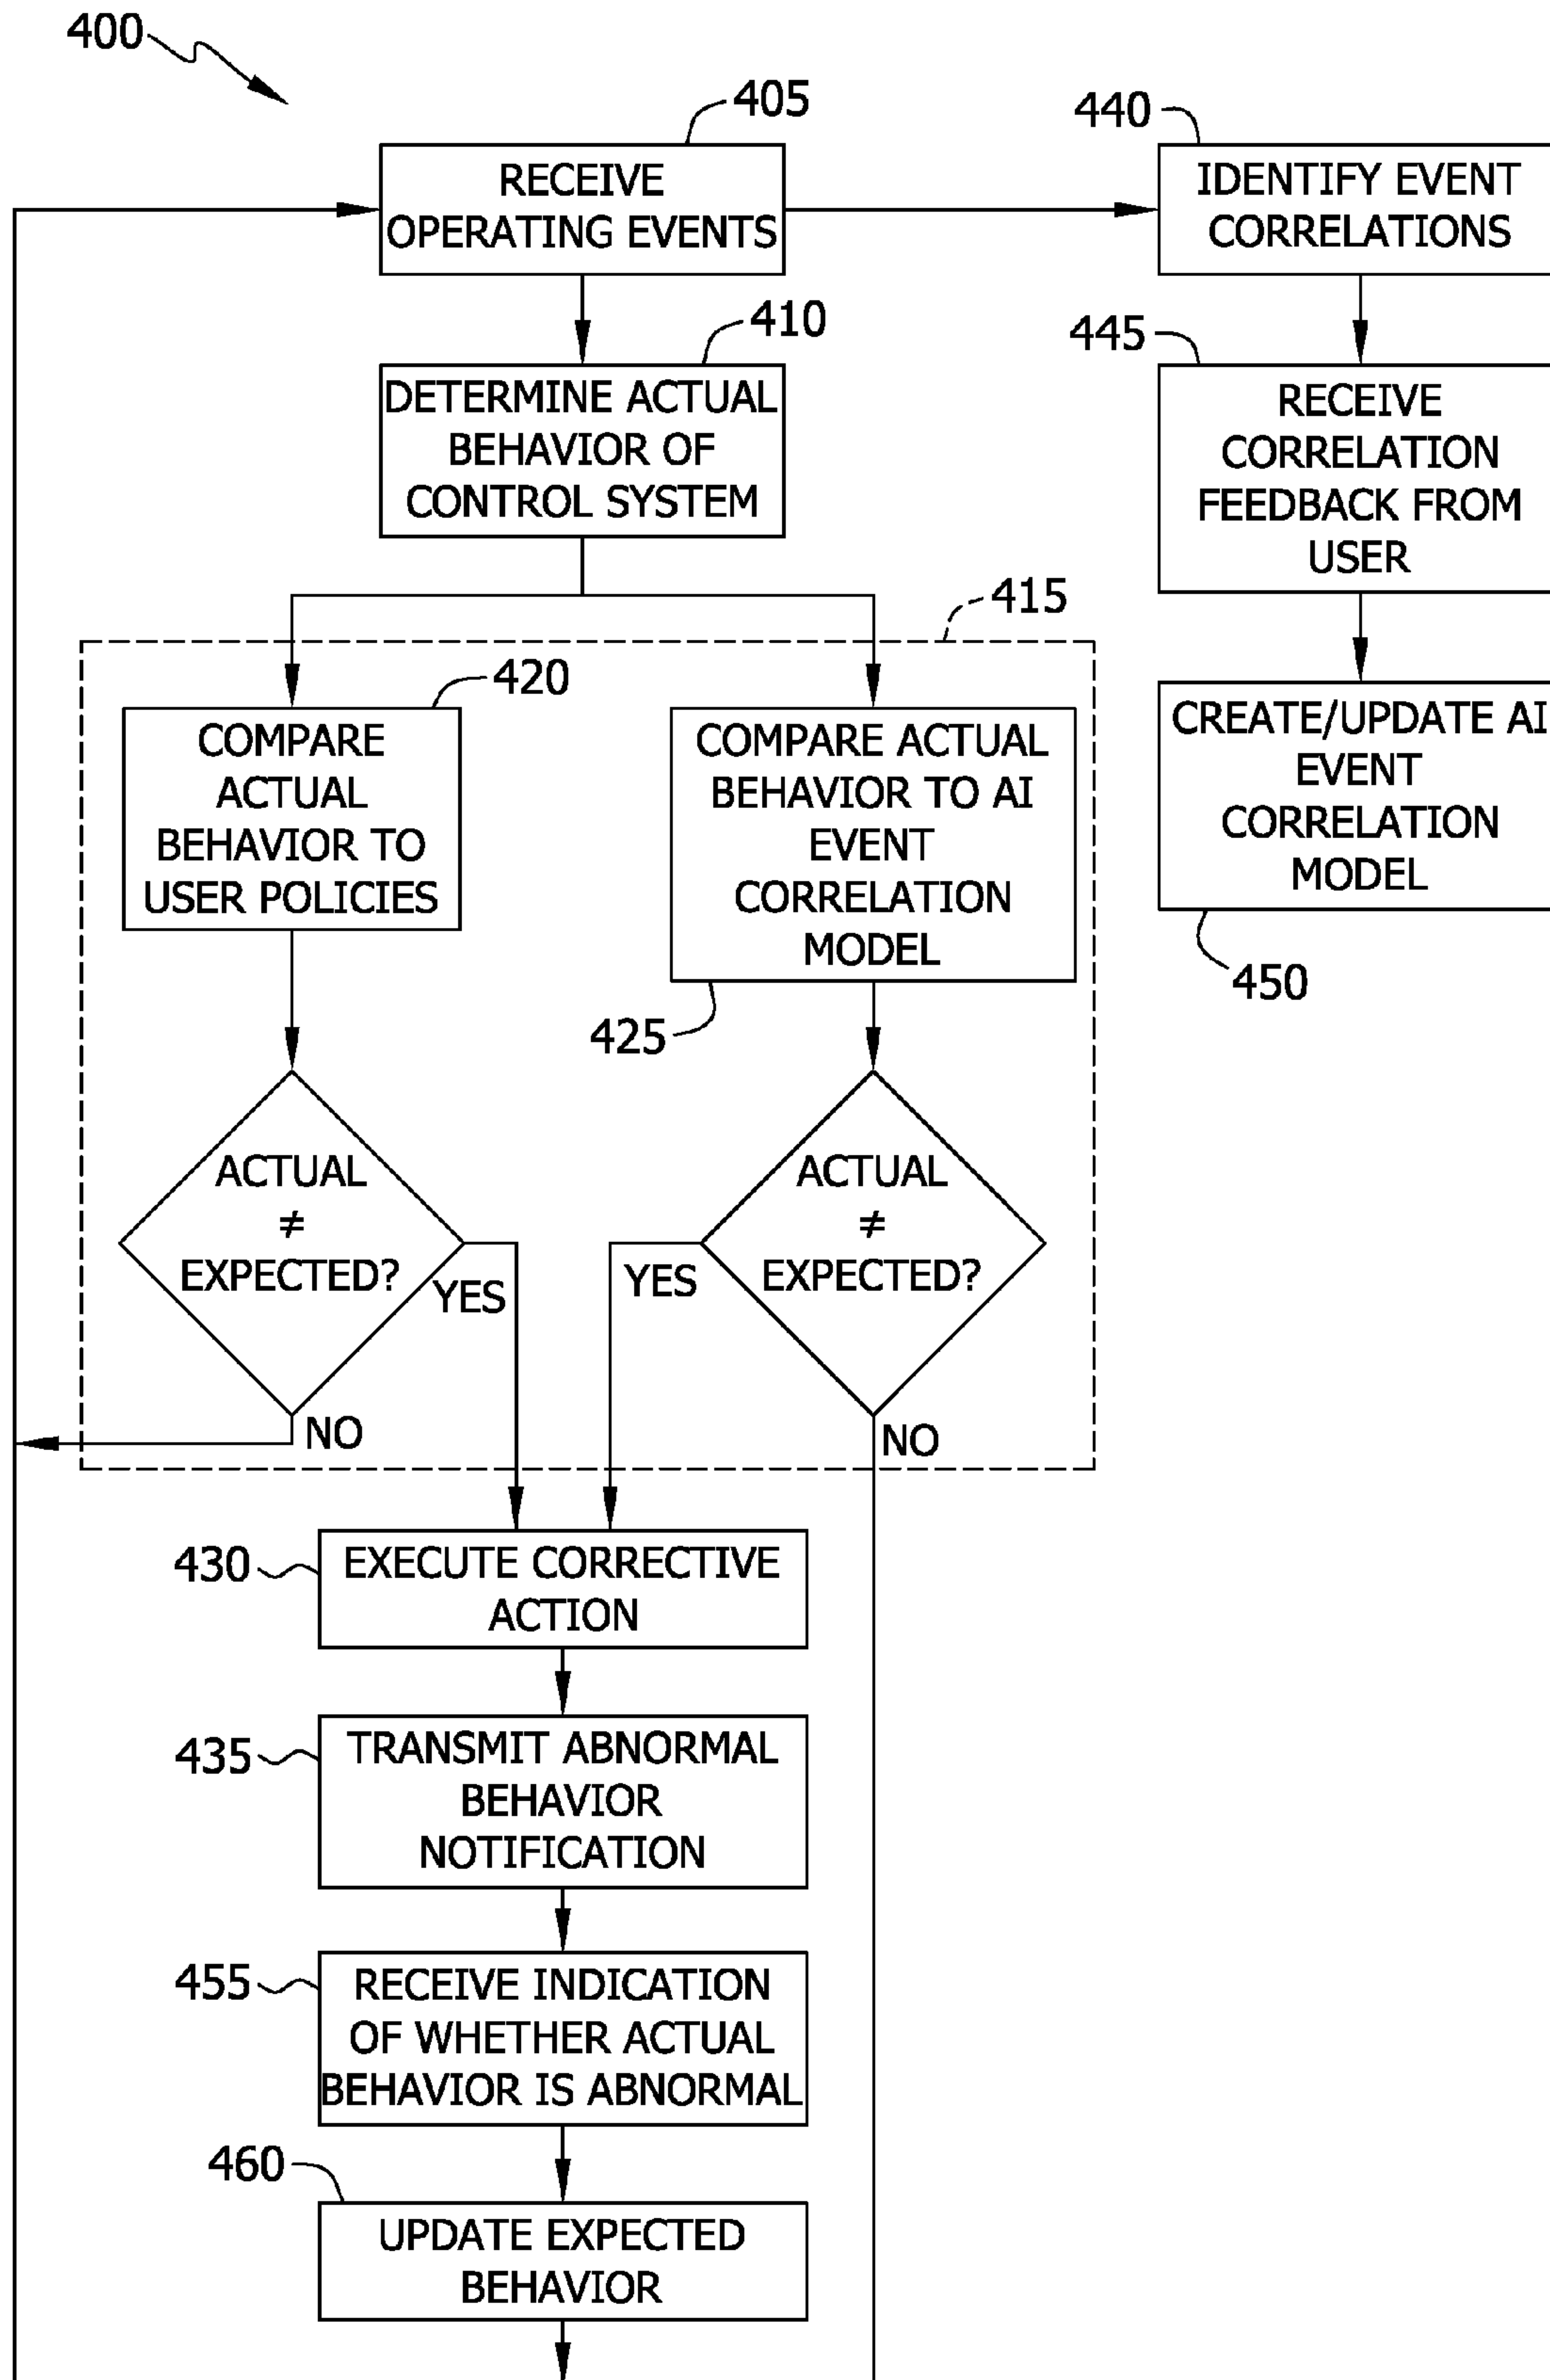 400
405
RECEIVE
OPERATING EVENTS
410
DETERMINE ACTUAL
BEHAVIOR OF
CONTROL SYSTEM
415
420
COMPARE
ACTUAL
BEHAVIOR TO
USER POLICIES
COMPARE ACTUAL
BEHAVIOR TO AI
EVENT
CORRELATION
MODEL
425
ACTUAL
≠
EXPECTED?
YES
NO
ACTUAL
≠
EXPECTED?
YES
NO
430
EXECUTE CORRECTIVE
ACTION
435
TRANSMIT ABNORMAL
BEHAVIOR
NOTIFICATION
455
RECEIVE INDICATION
OF WHETHER ACTUAL
BEHAVIOR IS ABNORMAL
460
UPDATE EXPECTED
BEHAVIOR
440
IDENTIFY EVENT
CORRELATIONS
445
RECEIVE
CORRELATION
FEEDBACK FROM
USER
CREATE/UPDATE AI
EVENT
CORRELATION
MODEL
450